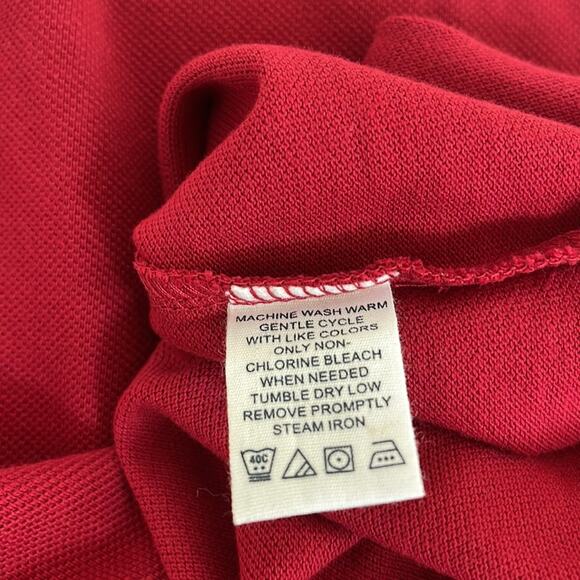 MACHINE WASH WARM
GENTLE CYCLE
WITH LIKE COLORS
ONLY NON-
CHLORINE BLEACH
WHEN NEEDED
TUMBLE DRY LOW
REMOVE PROMPTLY
STEAM IRON
40C